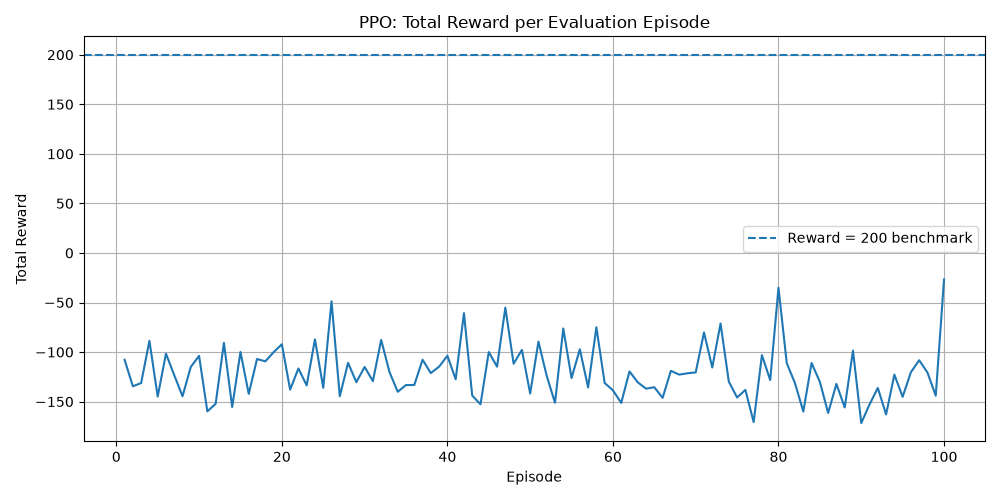 PPO: Total Reward per Evaluation Episode
200
150
100
50
0
−50
−100
−150
Total Reward
Reward = 200 benchmark
0 20 40 60 80 100
Episode